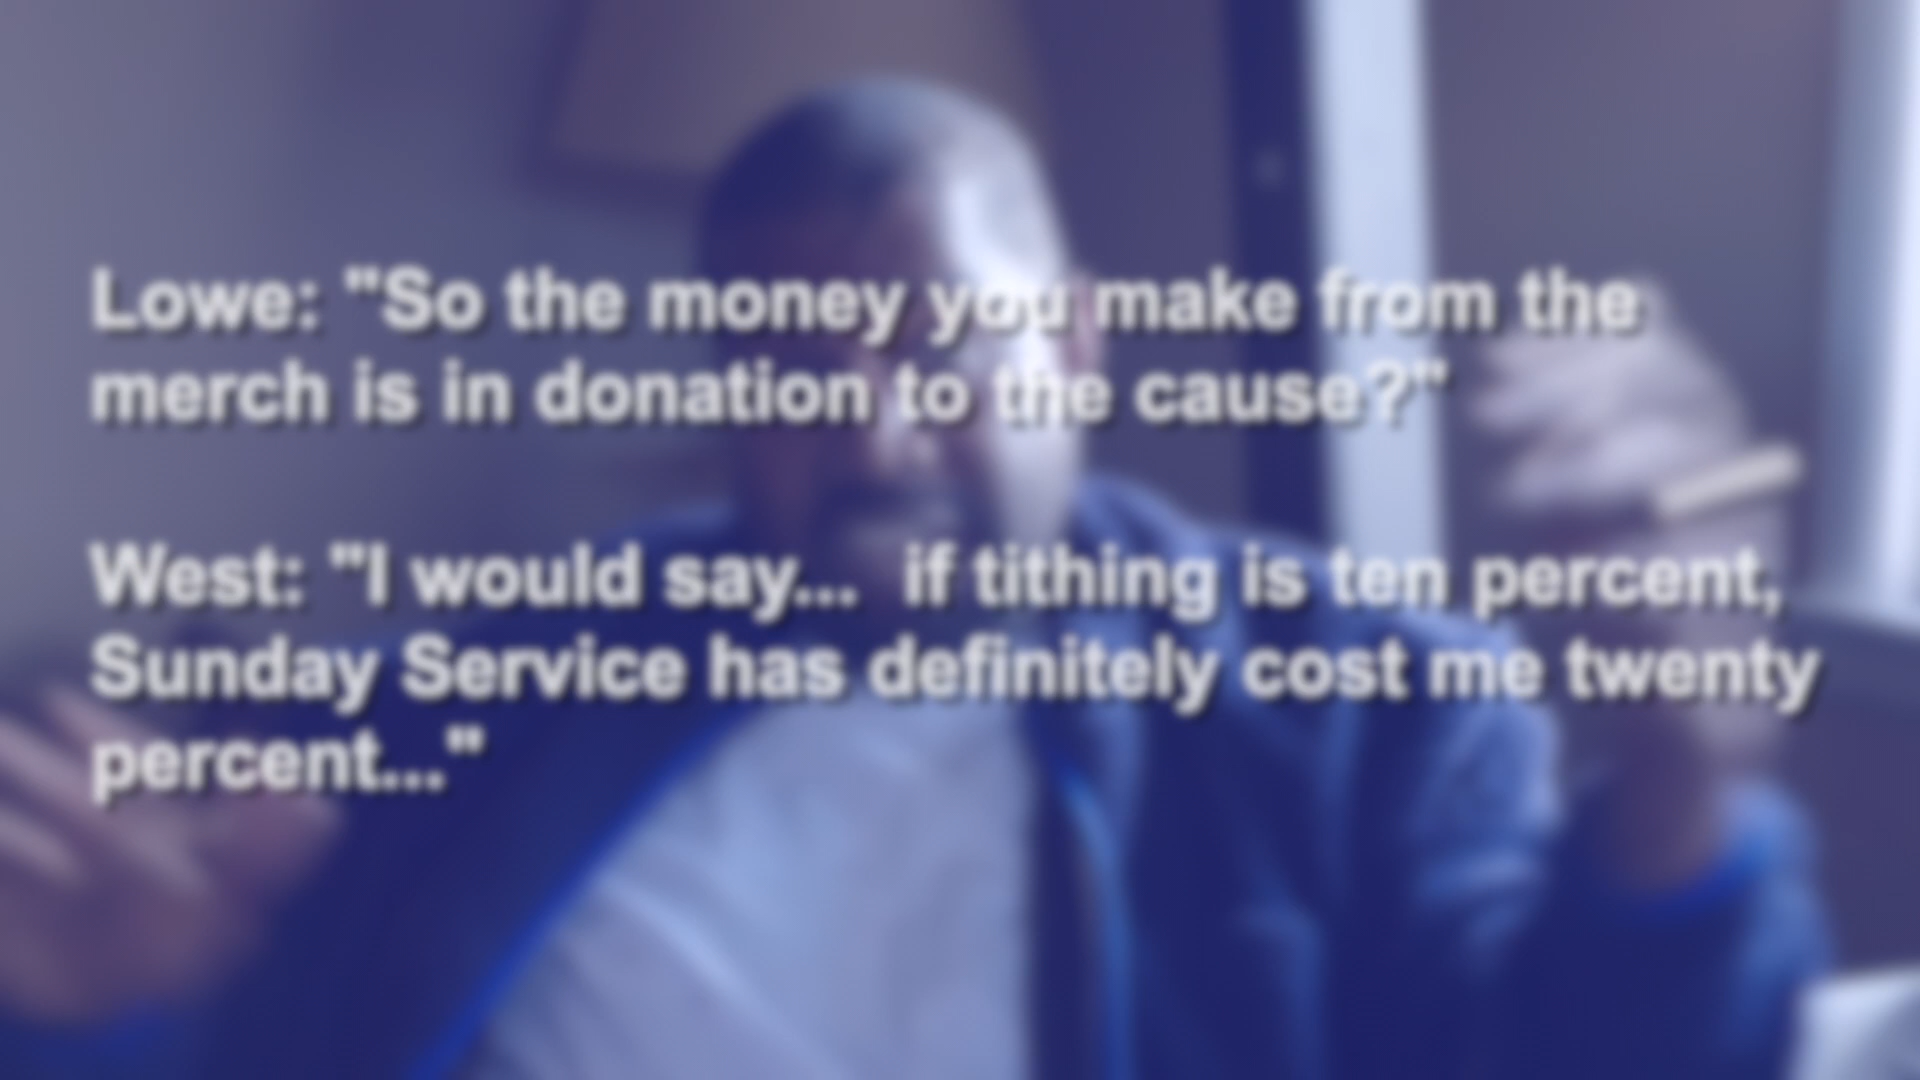 Lowe: "So the money you make from the
merch is in donation to the cause?"
West: "I would say... if tithing is ten percent,
Sunday Service has definitely cost me twenty
percent..."